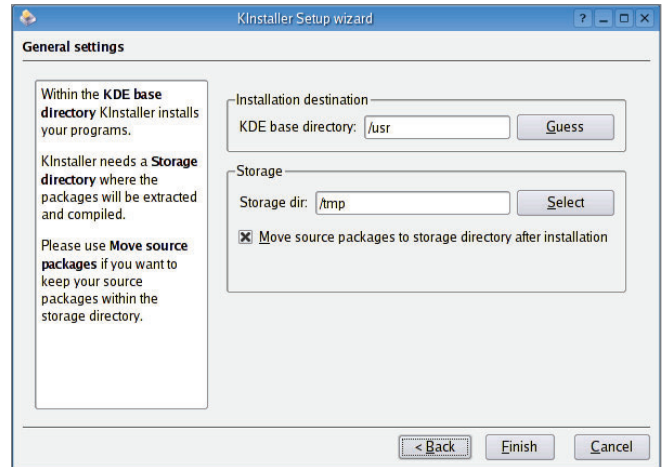 KInstaller Setup wizard
General settings
Within the KDE base
directory KInstaller installs
your programs.
KInstaller needs a Storage
directory where the
packages will be extracted
and compiled.
Please use Move source
packages if you want to
keep your source
packages within the
storage directory.
Installation destination
KDE base directory: /usr Guess
Storage
Storage dir: /tmp Select
Move source packages to storage directory after installation
< Back Finish Cancel